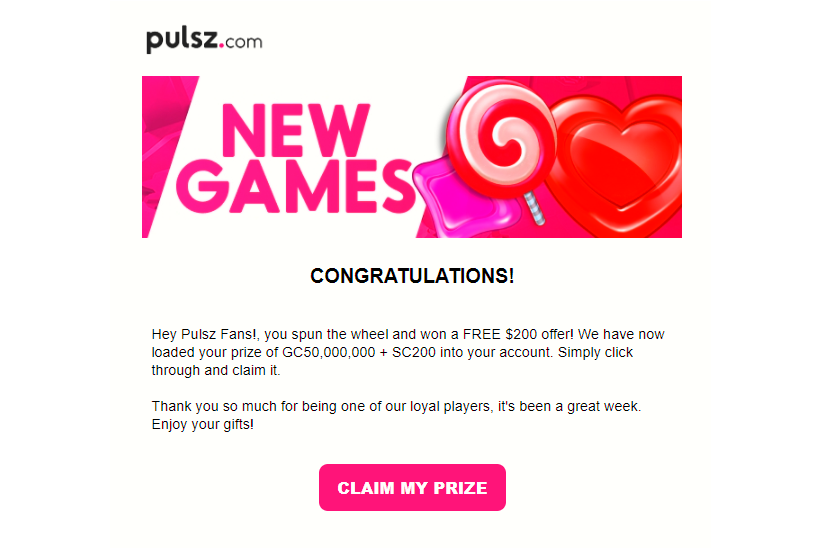 pulsz.com
NEW
GAMES
CONGRATULATIONS!
Hey Pulsz Fans!, you spun the wheel and won a FREE $200 offer! We have now
loaded your prize of GC50,000,000 + SC200 into your account. Simply click
through and claim it.
Thank you so much for being one of our loyal players, it's been a great week.
Enjoy your gifts!
CLAIM MY PRIZE